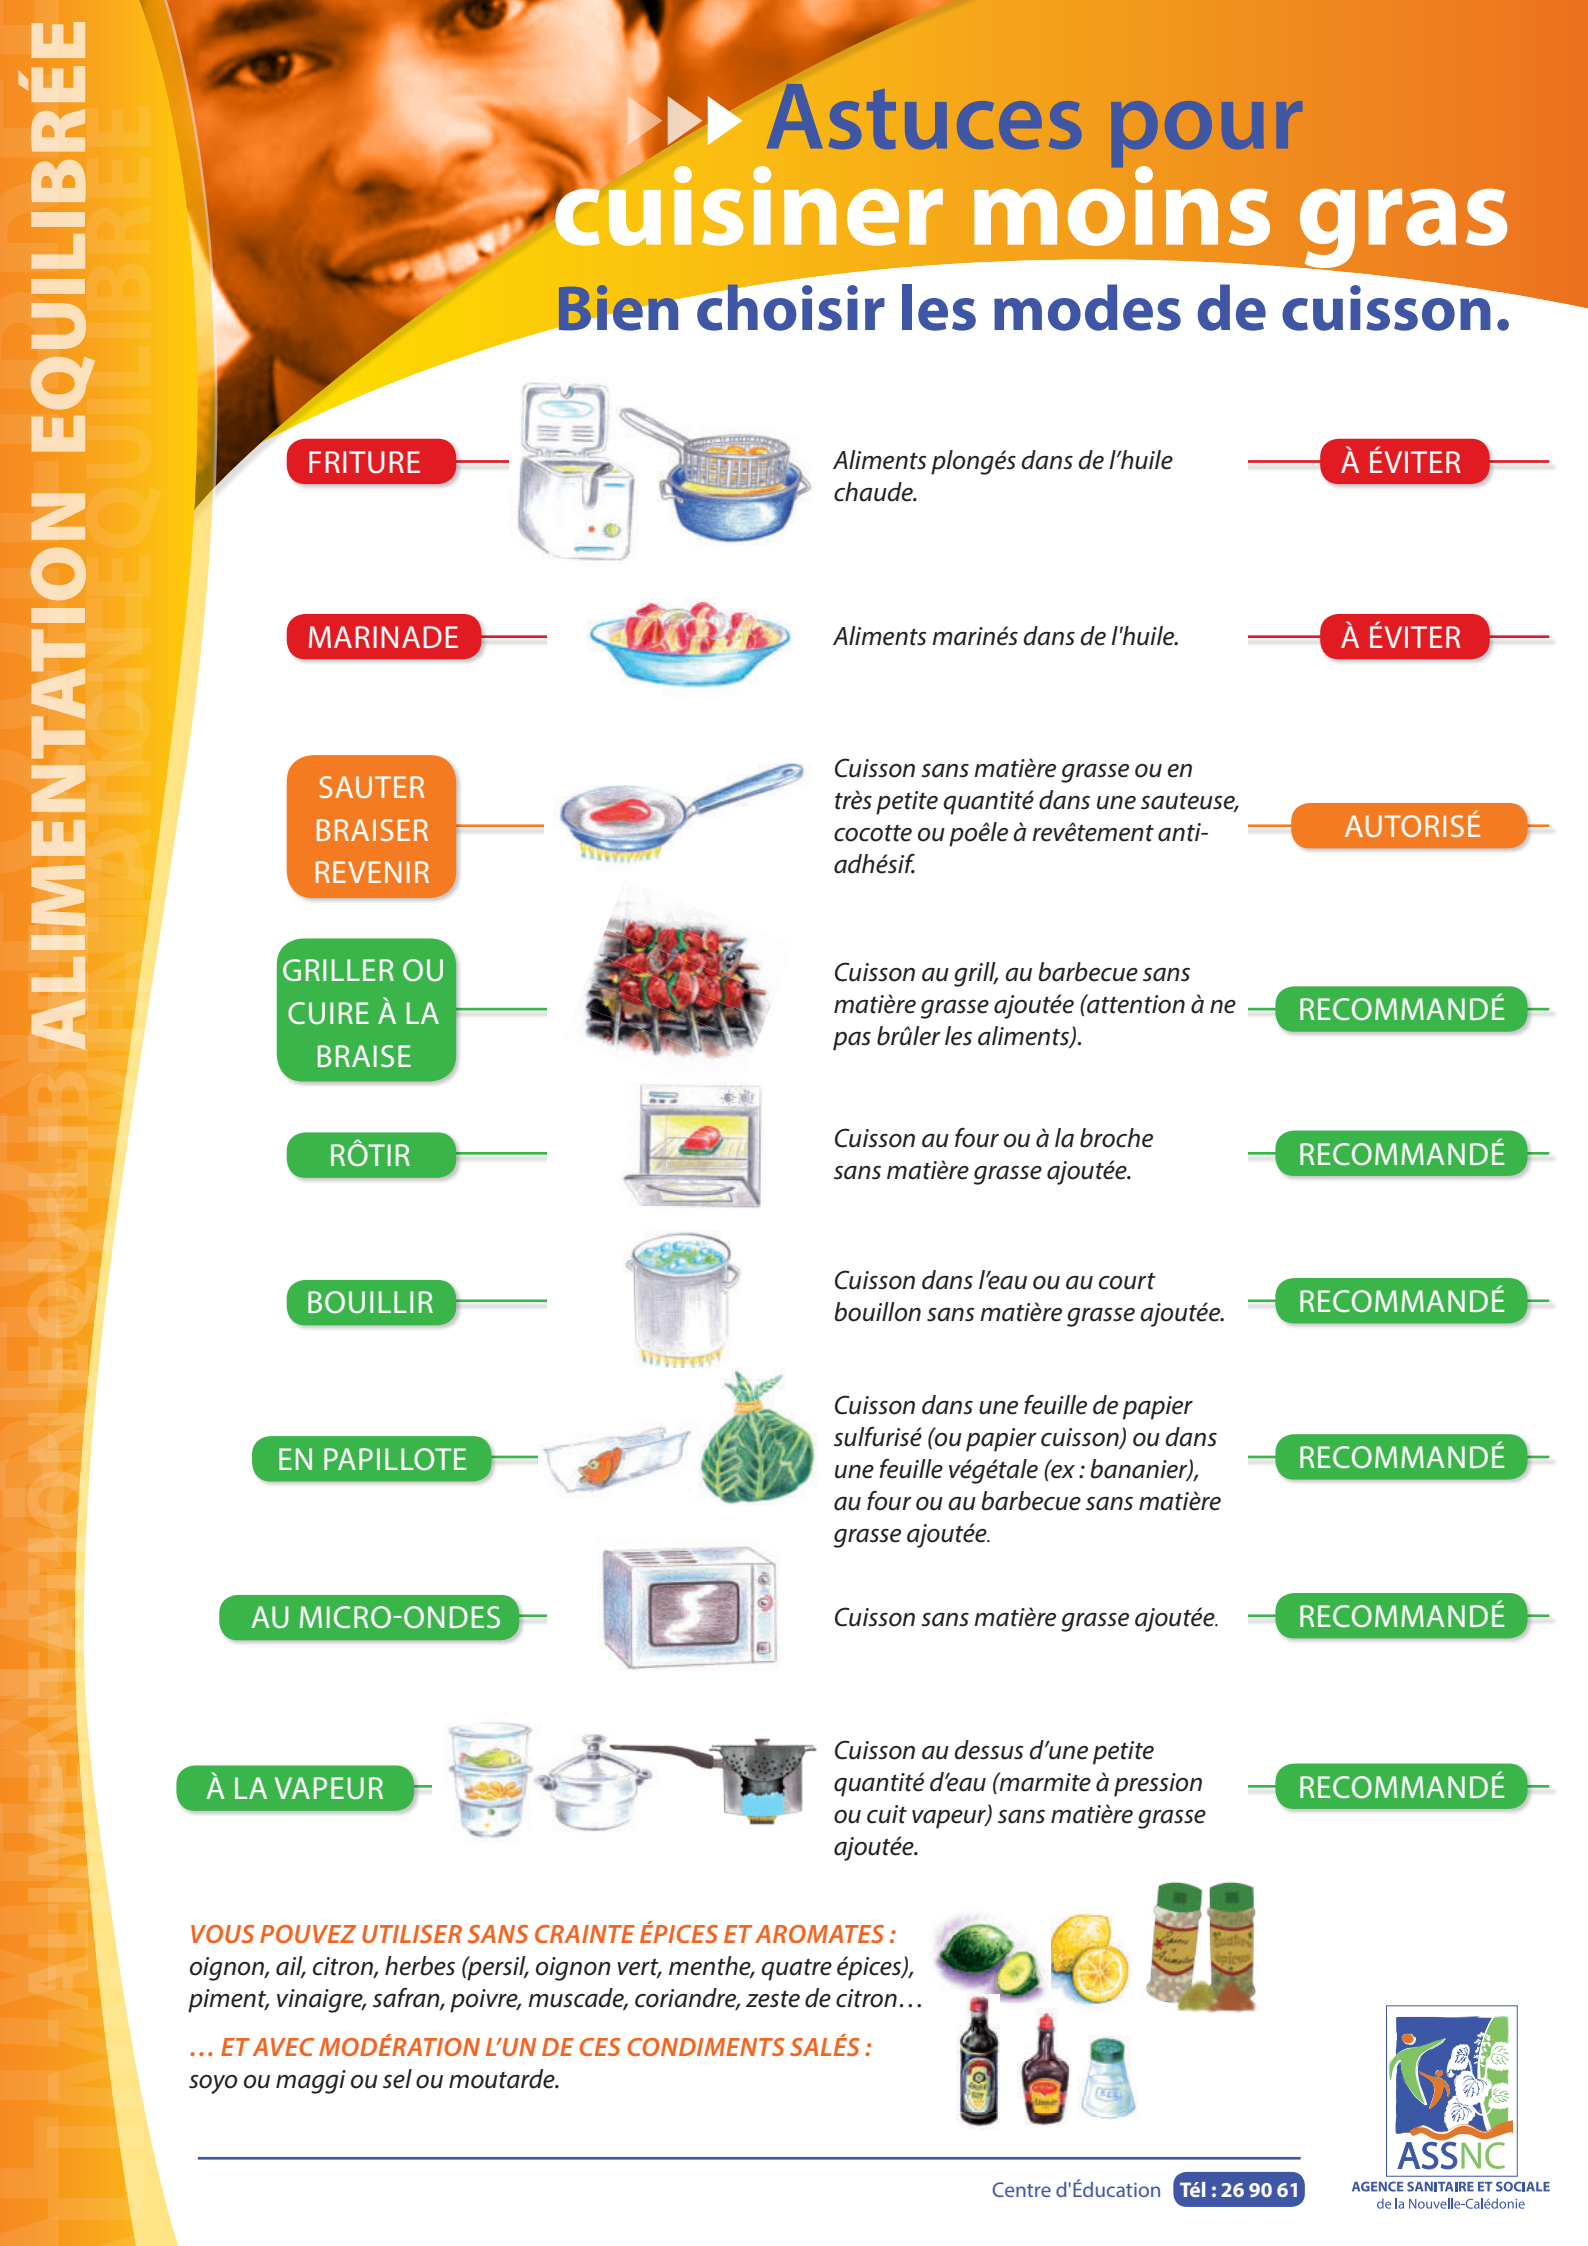 ALIMENTATION EQUILIBRÉE
Astuces pour
cuisiner moins gras
Bien choisir les modes de cuisson.
FRITURE
Aliments plongés dans de l'huile
chaude.
À ÉVITER
MARINADE
Aliments marinés dans de l'huile.
À ÉVITER
SAUTER
BRAISER
REVENIR
Cuisson sans matière grasse ou en
très petite quantité dans une sauteuse,
cocotte ou poêle à revêtement anti-
adhésif.
AUTORISÉ
GRILLER OU
CUIRE À LA
BRAISE
Cuisson au grill, au barbecue sans
matière grasse ajoutée (attention à ne
pas brûler les aliments).
RECOMMANDÉ
RÔTIR
Cuisson au four ou à la broche
sans matière grasse ajoutée.
RECOMMANDÉ
BOUILLIR
Cuisson dans l'eau ou au court
bouillon sans matière grasse ajoutée.
RECOMMANDÉ
EN PAPILLOTE
Cuisson dans une feuille de papier
sulfurisé (ou papier cuisson) ou dans
une feuille végétale (ex : bananier),
au four ou au barbecue sans matière
grasse ajoutée.
RECOMMANDÉ
AU MICRO-ONDES
Cuisson sans matière grasse ajoutée.
RECOMMANDÉ
À LA VAPEUR
Cuisson au dessus d'une petite
quantité d'eau (marmite à pression
ou cuit vapeur) sans matière grasse
ajoutée.
RECOMMANDÉ
VOUS POUVEZ UTILISER SANS CRAINTE ÉPICES ET AROMATES :
oignon, ail, citron, herbes (persil, oignon vert, menthe, quatre épices),
piment, vinaigre, safran, poivre, muscade, coriandre, zeste de citron…
… ET AVEC MODÉRATION L'UN DE CES CONDIMENTS SALÉS :
soyo ou maggi ou sel ou moutarde.
Centre d'Éducation Tél : 26 90 61
ASSNC
AGENCE SANITAIRE ET SOCIALE
de la Nouvelle-Calédonie